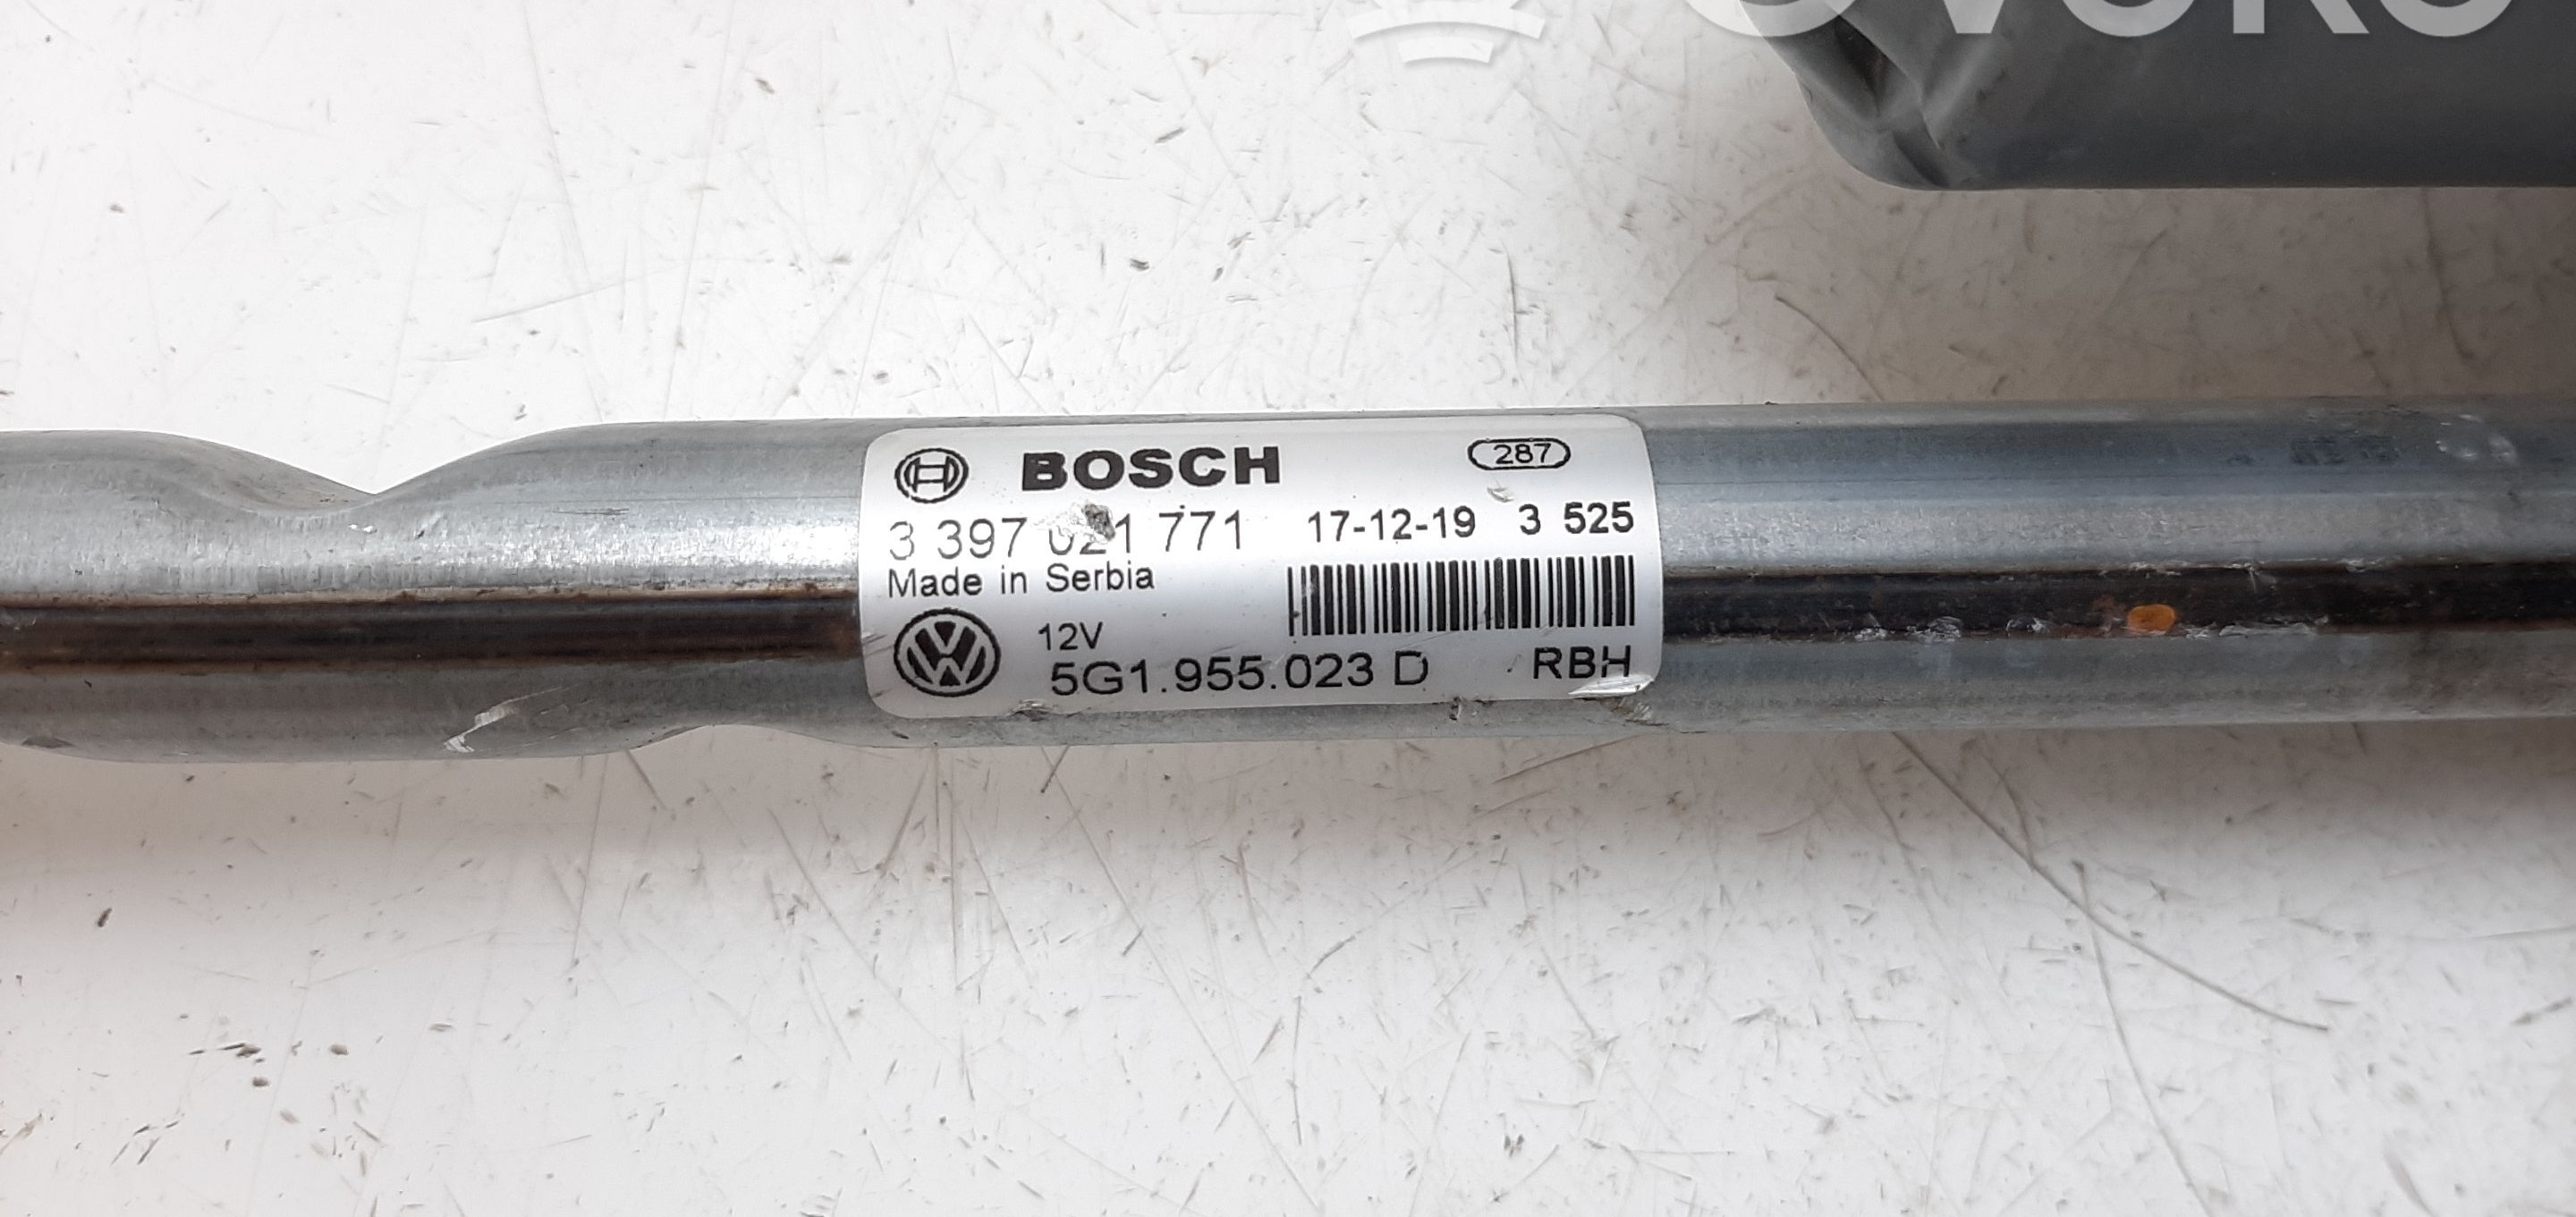 BOSCH 287
3 397 021 771 17-12-19 3 525
Made in Serbia
12V
5G1.955.023 D RBH